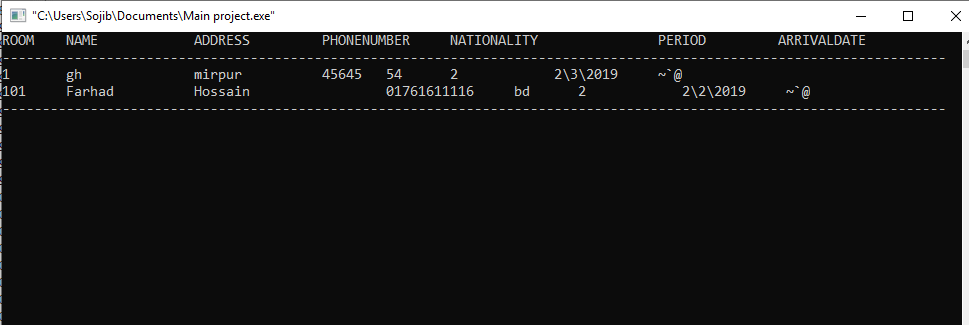 "C:\Users\Sojib\Documents\Main project.exe"
ROOM NAME ADDRESS PHONENUMBER NATIONALITY PERIOD ARRIVALDATE
---------------------------------------------------------------------------------------------------------------------
1 gh mirpur 45645 54 2 2\3\2019 ~`@
101 Farhad Hossain 01761611116 bd 2 2\2\2019 ~`@
---------------------------------------------------------------------------------------------------------------------